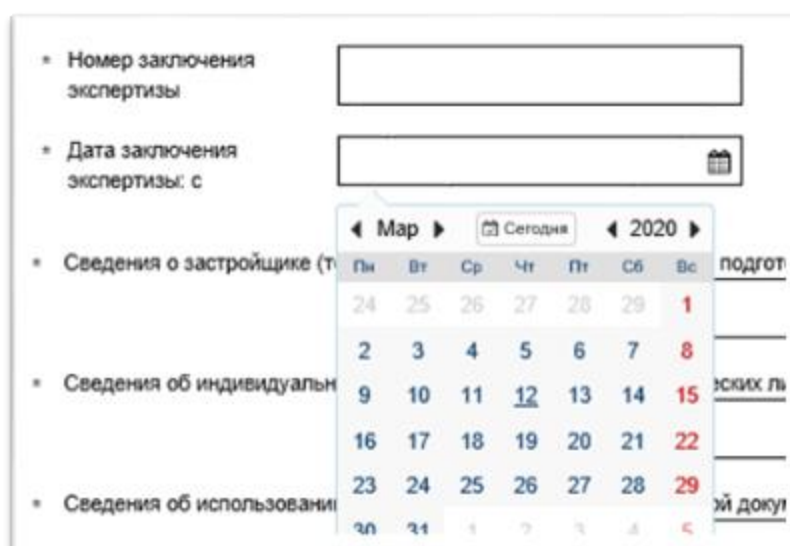 * Номер заключения
экспертизы
* Дата заключения
экспертизы: с
◀ Мар ▶ Сегодня ◀ 2020 ▶
* Сведения о застройщике (т
Пн Вт Ср Чт Пт Сб Вс
подгот
24 25 26 27 28 29 1
2 3 4 5 6 7 8
* Сведения об индивидуальн
еских ли
9 10 11 12 13 14 15
16 17 18 19 20 21 22
23 24 25 26 27 28 29
* Сведения об использовани
й докум
30 31 1 2 3 4 5